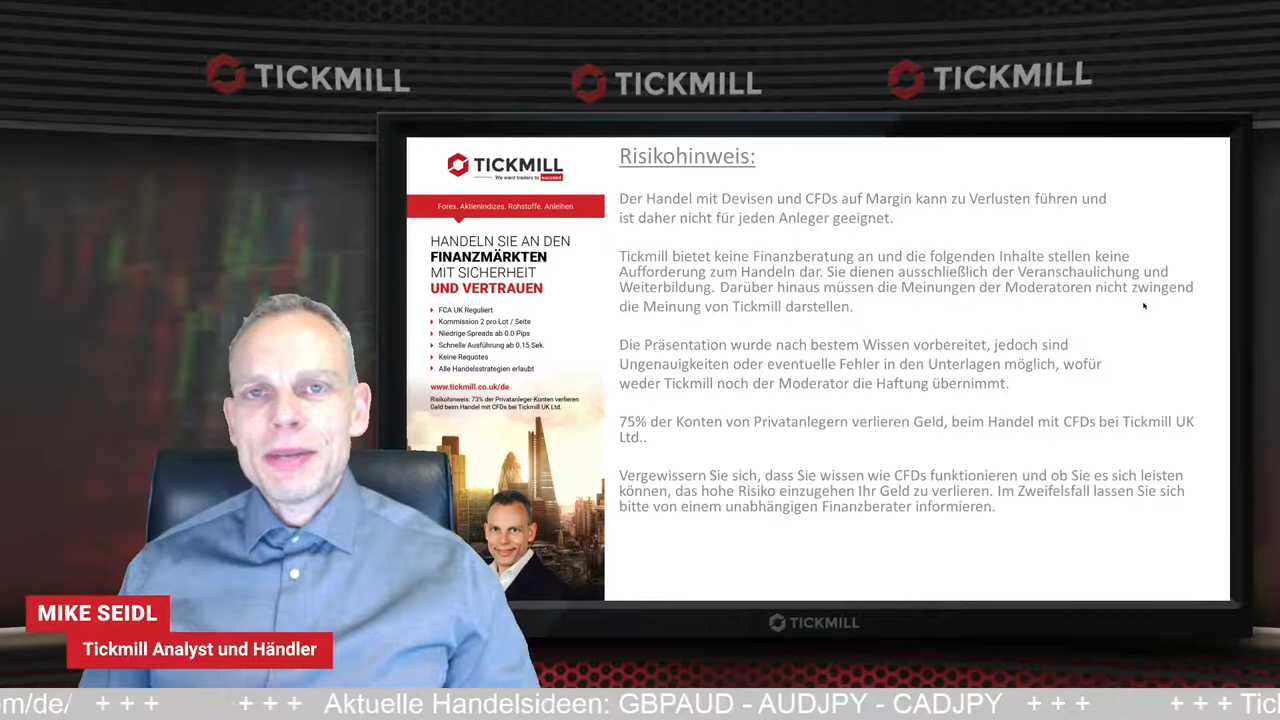 TICKMILL
TICKMILL
TICKMILL
TICKMILL
We want traders to succeed
Forex. Aktienindizes. Rohstoffe. Anleihen
HANDELN SIE AN DEN
FINANZMÄRKTEN
MIT SICHERHEIT
UND VERTRAUEN
FCA UK Reguliert
Kommission 2 pro Lot / Seite
Niedrige Spreads ab 0.0 Pips
Schnelle Ausführung ab 0.15 Sek.
Keine Requotes
Alle Handelsstrategien erlaubt
www.tickmill.co.uk/de
Risikohinweis: 73% der Privatanleger-Konten verlieren
Geld beim Handel mit CFDs bei Tickmill UK Ltd.
Risikohinweis:
Der Handel mit Devisen und CFDs auf Margin kann zu Verlusten führen und
ist daher nicht für jeden Anleger geeignet.
Tickmill bietet keine Finanzberatung an und die folgenden Inhalte stellen keine
Aufforderung zum Handeln dar. Sie dienen ausschließlich der Veranschaulichung und
Weiterbildung. Darüber hinaus müssen die Meinungen der Moderatoren nicht zwingend
die Meinung von Tickmill darstellen.
Die Präsentation wurde nach bestem Wissen vorbereitet, jedoch sind
Ungenauigkeiten oder eventuelle Fehler in den Unterlagen möglich, wofür
weder Tickmill noch der Moderator die Haftung übernimmt.
75% der Konten von Privatanlegern verlieren Geld, beim Handel mit CFDs bei Tickmill UK
Ltd..
Vergewissern Sie sich, dass Sie wissen wie CFDs funktionieren und ob Sie es sich leisten
können, das hohe Risiko einzugehen Ihr Geld zu verlieren. Im Zweifelsfall lassen Sie sich
bitte von einem unabhängigen Finanzberater informieren.
TICKMILL
MIKE SEIDL
Tickmill Analyst und Händler
om/de/ +++ +++ Aktuelle Handelsideen: GBPAUD - AUDJPY - CADJPY +++ +++ Tic